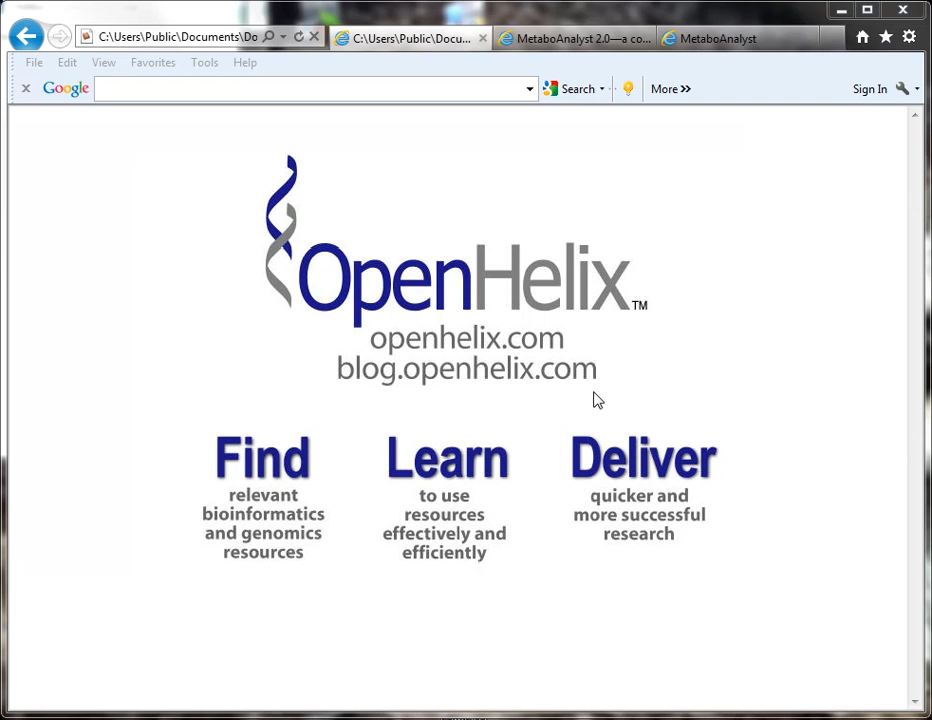 C:\Users\Public\Documents\Do
C:\Users\Public\Docu...
MetaboAnalyst 2.0—a co...
MetaboAnalyst
File Edit View Favorites Tools Help
Google
Search
More »
Sign In
OpenHelix™
openhelix.com
blog.openhelix.com
Find
relevant
bioinformatics
and genomics
resources
Learn
to use
resources
effectively and
efficiently
Deliver
quicker and
more successful
research